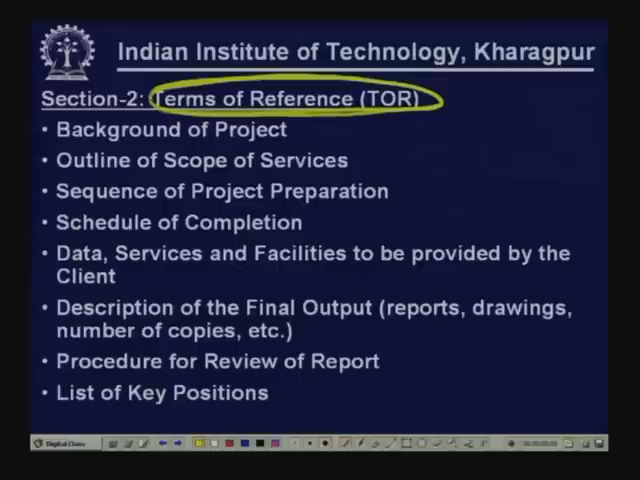 Indian Institute of Technology, Kharagpur
Section-2: Terms of Reference (TOR)
• Background of Project
• Outline of Scope of Services
• Sequence of Project Preparation
• Schedule of Completion
• Data, Services and Facilities to be provided by the
Client
• Description of the Final Output (reports, drawings,
number of copies, etc.)
• Procedure for Review of Report
• List of Key Positions